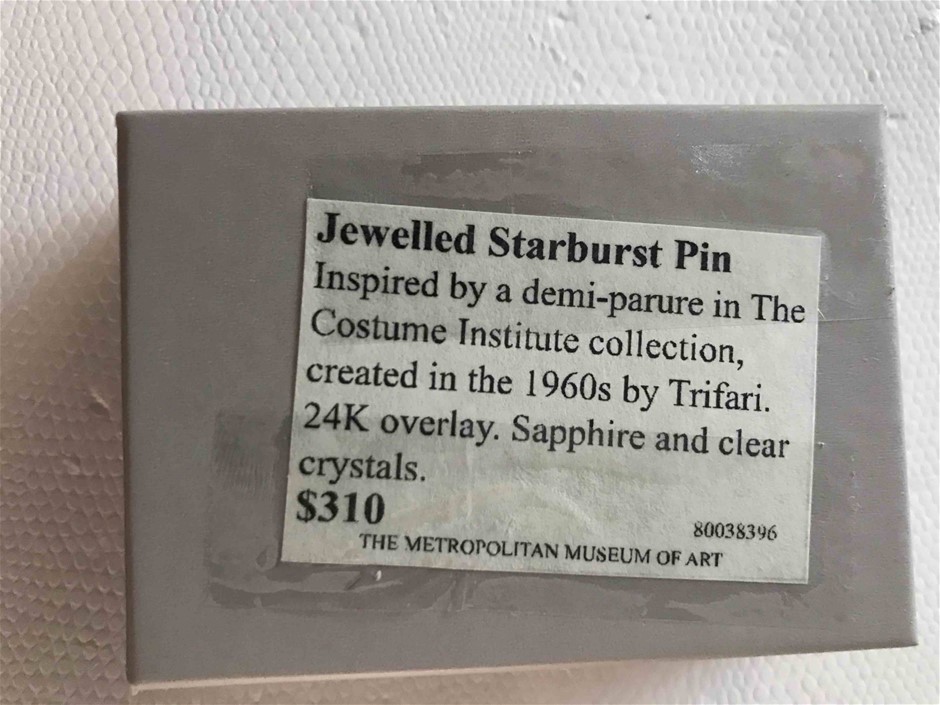 Jewelled Starburst Pin
Inspired by a demi-parure in The
Costume Institute collection,
created in the 1960s by Trifari.
24K overlay. Sapphire and clear
crystals.
$310
80038396
THE METROPOLITAN MUSEUM OF ART